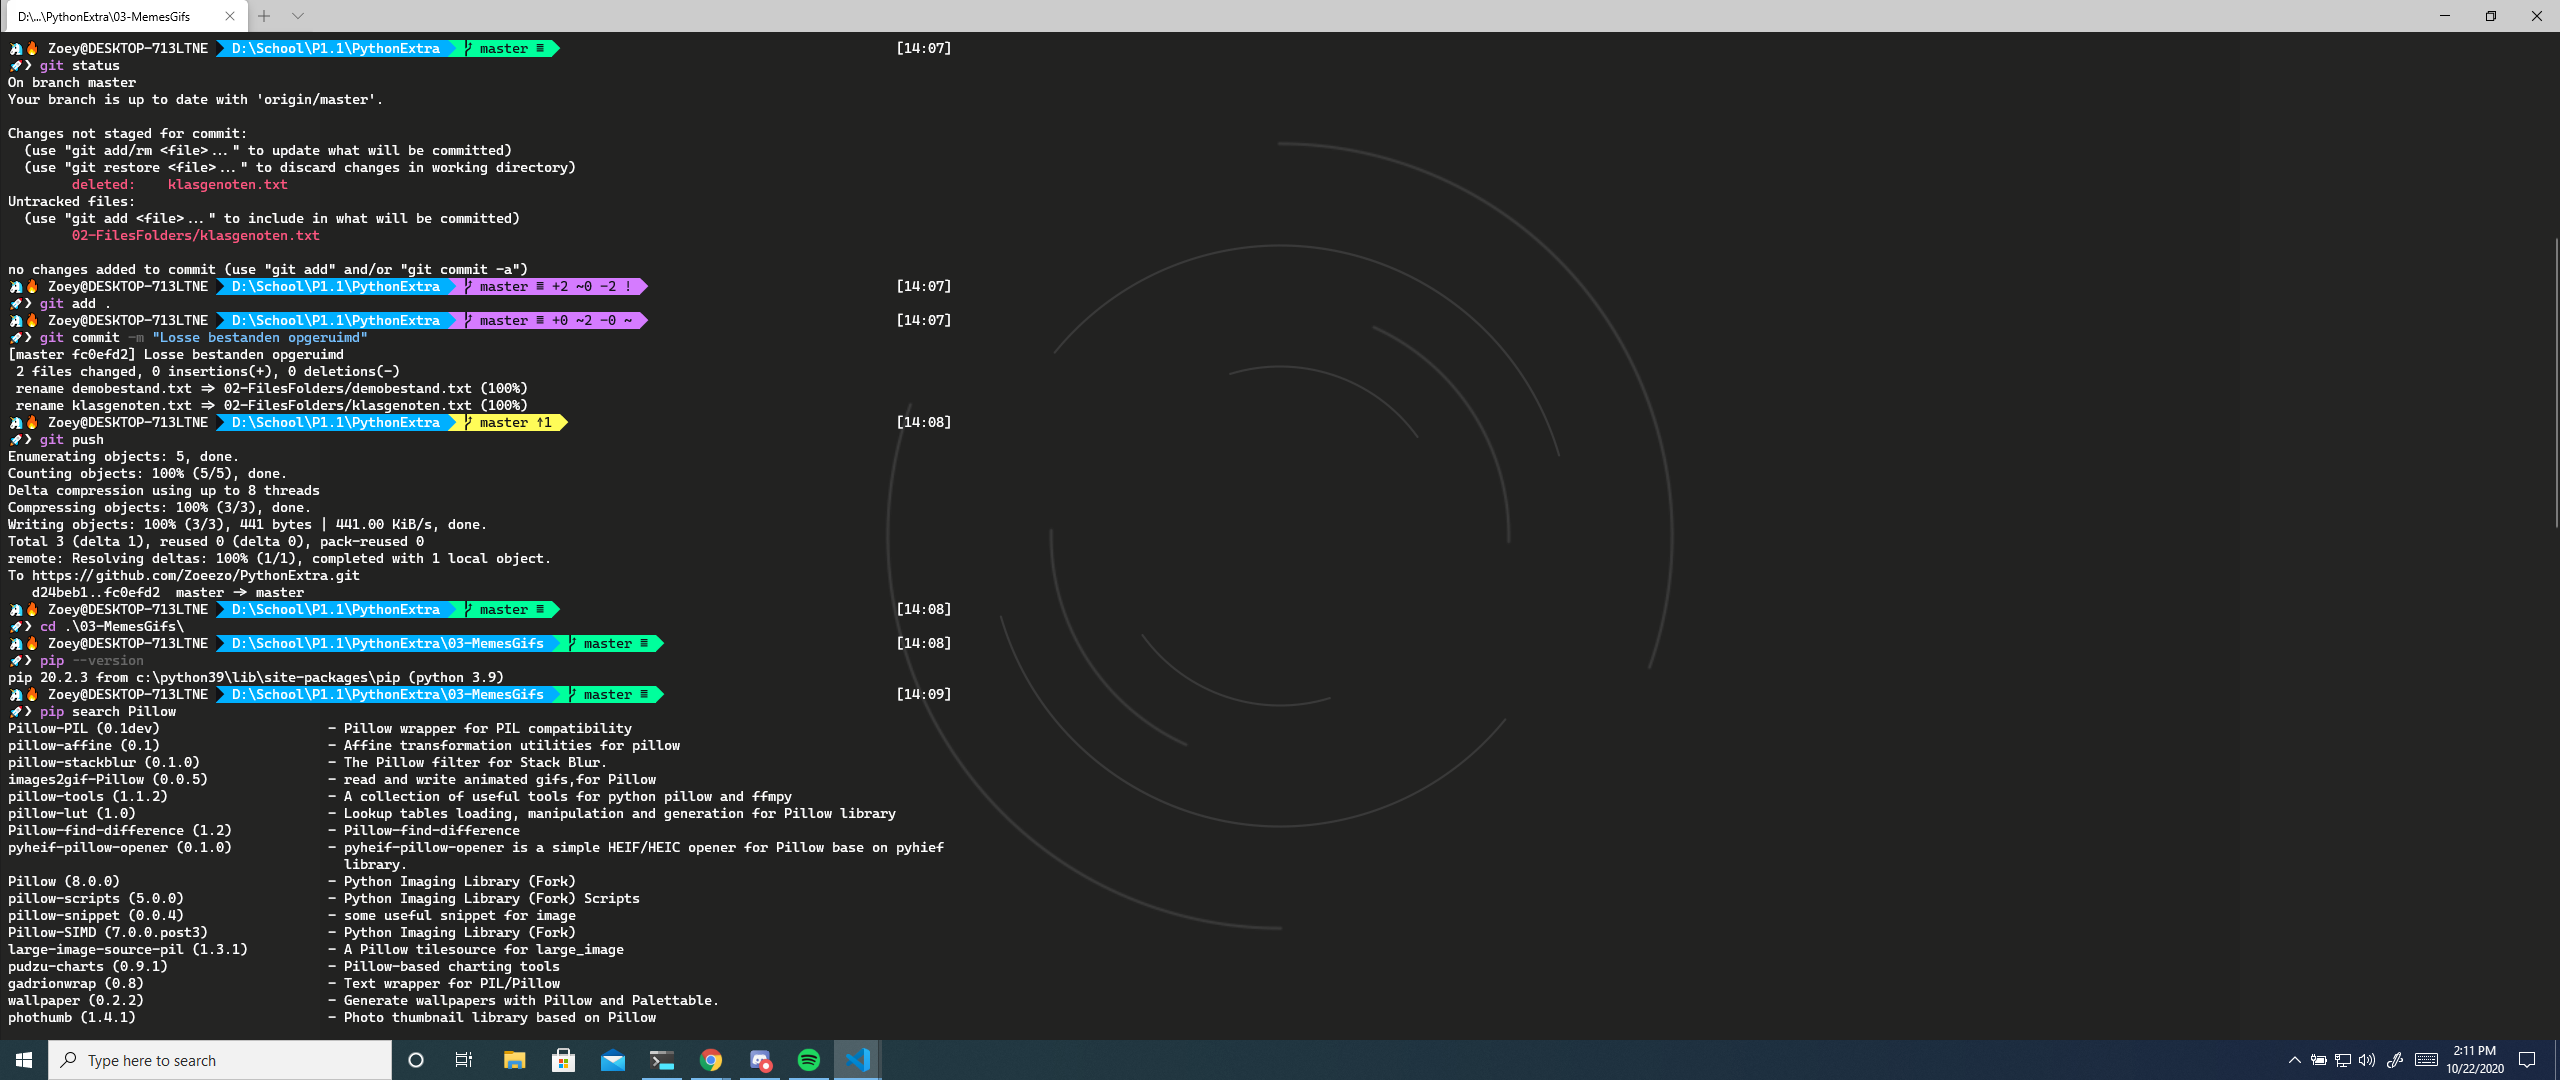 D:\...\PythonExtra\03-MemesGifs
Zoey@DESKTOP-713LTNE D:\School\P1.1\PythonExtra master ≡ [14:07]
❯ git status
On branch master
Your branch is up to date with 'origin/master'.
Changes not staged for commit:
(use "git add/rm <file>..." to update what will be committed)
(use "git restore <file>..." to discard changes in working directory)
deleted: klasgenoten.txt
Untracked files:
(use "git add <file>..." to include in what will be committed)
02-FilesFolders/klasgenoten.txt
no changes added to commit (use "git add" and/or "git commit -a")
Zoey@DESKTOP-713LTNE D:\School\P1.1\PythonExtra master ≡ +2 ~0 -2 ! [14:07]
❯ git add .
Zoey@DESKTOP-713LTNE D:\School\P1.1\PythonExtra master ≡ +0 ~2 -0 ~ [14:07]
❯ git commit -m "Losse bestanden opgeruimd"
[master fc0efd2] Losse bestanden opgeruimd
2 files changed, 0 insertions(+), 0 deletions(-)
rename demobestand.txt => 02-FilesFolders/demobestand.txt (100%)
rename klasgenoten.txt => 02-FilesFolders/klasgenoten.txt (100%)
Zoey@DESKTOP-713LTNE D:\School\P1.1\PythonExtra master ↑1 [14:08]
❯ git push
Enumerating objects: 5, done.
Counting objects: 100% (5/5), done.
Delta compression using up to 8 threads
Compressing objects: 100% (3/3), done.
Writing objects: 100% (3/3), 441 bytes | 441.00 KiB/s, done.
Total 3 (delta 1), reused 0 (delta 0), pack-reused 0
remote: Resolving deltas: 100% (1/1), completed with 1 local object.
To https://github.com/Zoeezo/PythonExtra.git
d24beb1..fc0efd2 master -> master
Zoey@DESKTOP-713LTNE D:\School\P1.1\PythonExtra master ≡ [14:08]
❯ cd .\03-MemesGifs\
Zoey@DESKTOP-713LTNE D:\School\P1.1\PythonExtra\03-MemesGifs master ≡ [14:08]
❯ pip --version
pip 20.2.3 from c:\python39\lib\site-packages\pip (python 3.9)
Zoey@DESKTOP-713LTNE D:\School\P1.1\PythonExtra\03-MemesGifs master ≡ [14:09]
❯ pip search Pillow
Pillow-PIL (0.1dev) - Pillow wrapper for PIL compatibility
pillow-affine (0.1) - Affine transformation utilities for pillow
pillow-stackblur (0.1.0) - The Pillow filter for Stack Blur.
images2gif-Pillow (0.0.5) - read and write animated gifs,for Pillow
pillow-tools (1.1.2) - A collection of useful tools for python pillow and ffmpy
pillow-lut (1.0) - Lookup tables loading, manipulation and generation for Pillow library
Pillow-find-difference (1.2) - Pillow-find-difference
pyheif-pillow-opener (0.1.0) - pyheif-pillow-opener is a simple HEIF/HEIC opener for Pillow base on pyhief
library.
Pillow (8.0.0) - Python Imaging Library (Fork)
pillow-scripts (5.0.0) - Python Imaging Library (Fork) Scripts
pillow-snippet (0.0.4) - some useful snippet for image
Pillow-SIMD (7.0.0.post3) - Python Imaging Library (Fork)
large-image-source-pil (1.3.1) - A Pillow tilesource for large_image
pudzu-charts (0.9.1) - Pillow-based charting tools
gadrionwrap (0.8) - Text wrapper for PIL/Pillow
wallpaper (0.2.2) - Generate wallpapers with Pillow and Palettable.
phothumb (1.4.1) - Photo thumbnail library based on Pillow
Type here to search
2:11 PM
10/22/2020